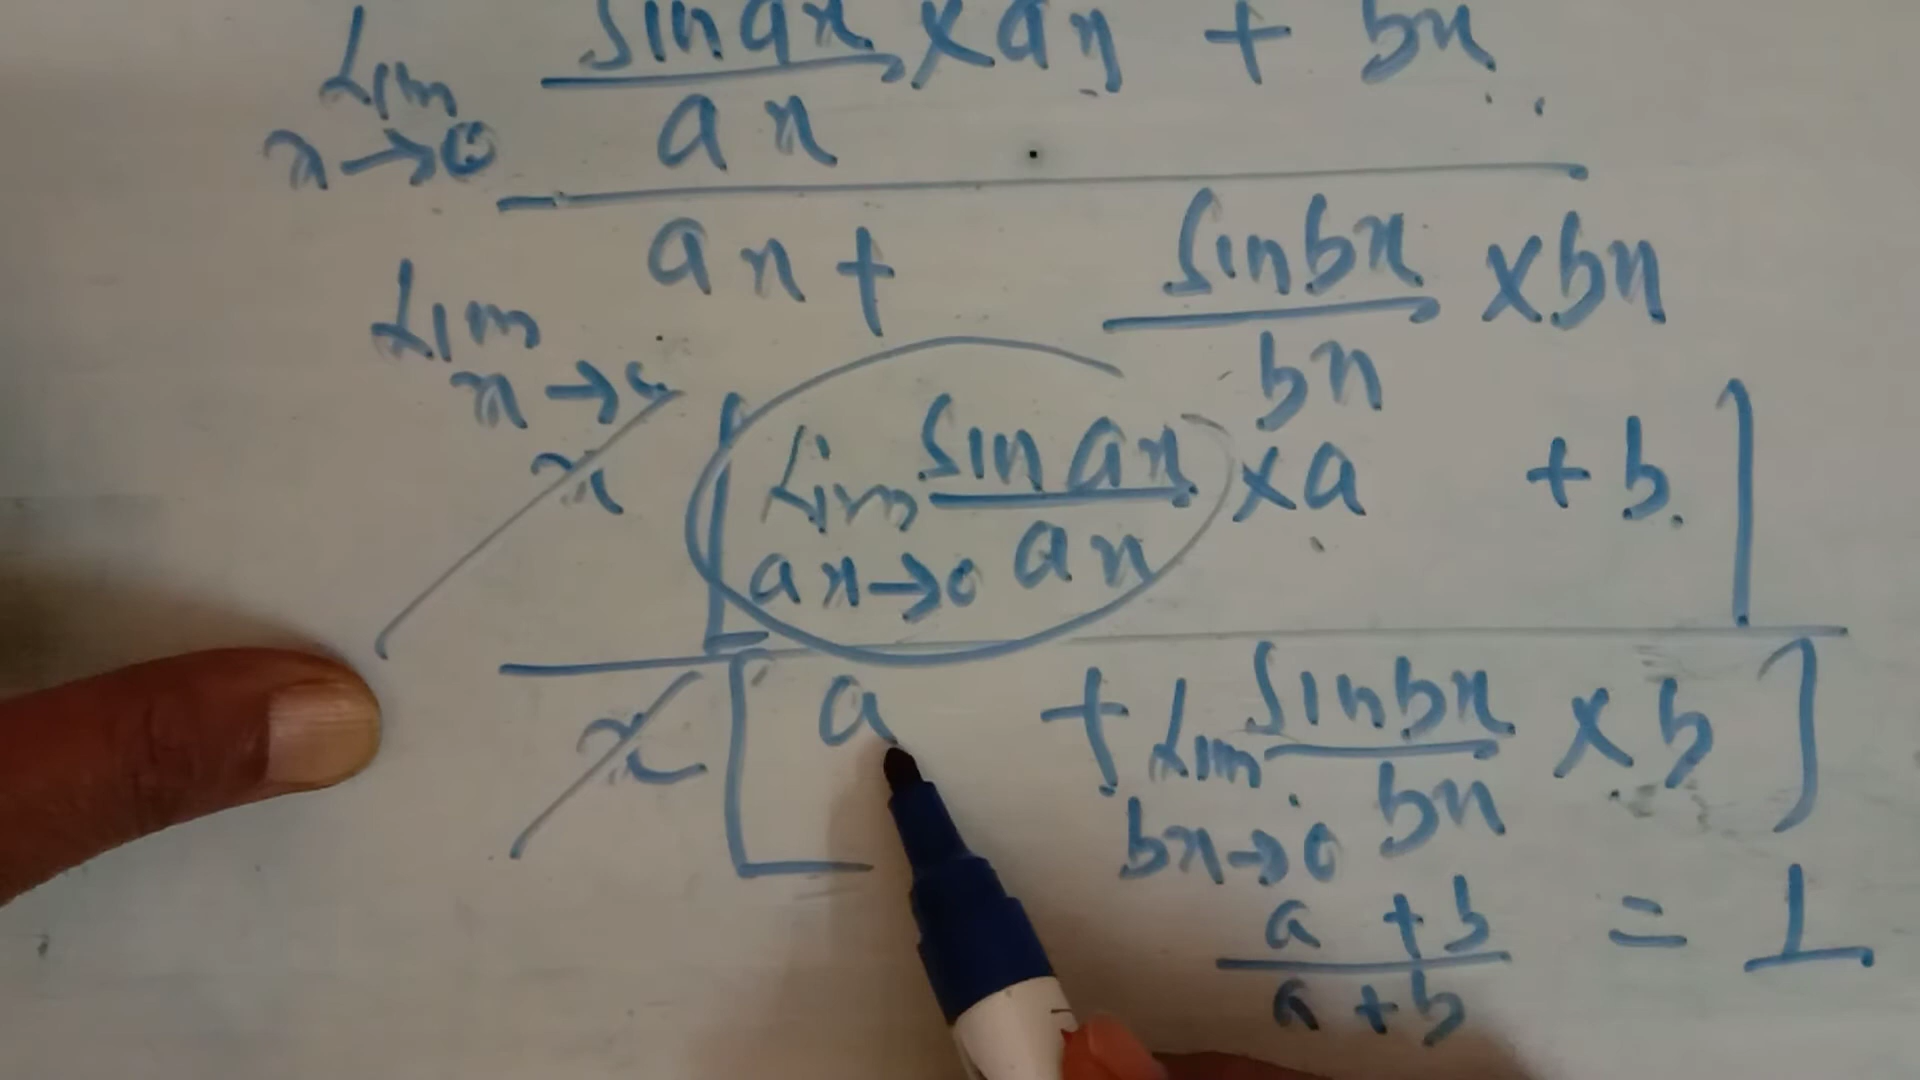 sin ax × ax + bx
Lim
x→0
ax
ax + sin bx × bx
bx
Lim
x→0
x [ Lim sin ax × a + b ]
ax→0 ax
x [ a + Lim sin bx × b ]
bx→0 bx
a + b = 1
a + b